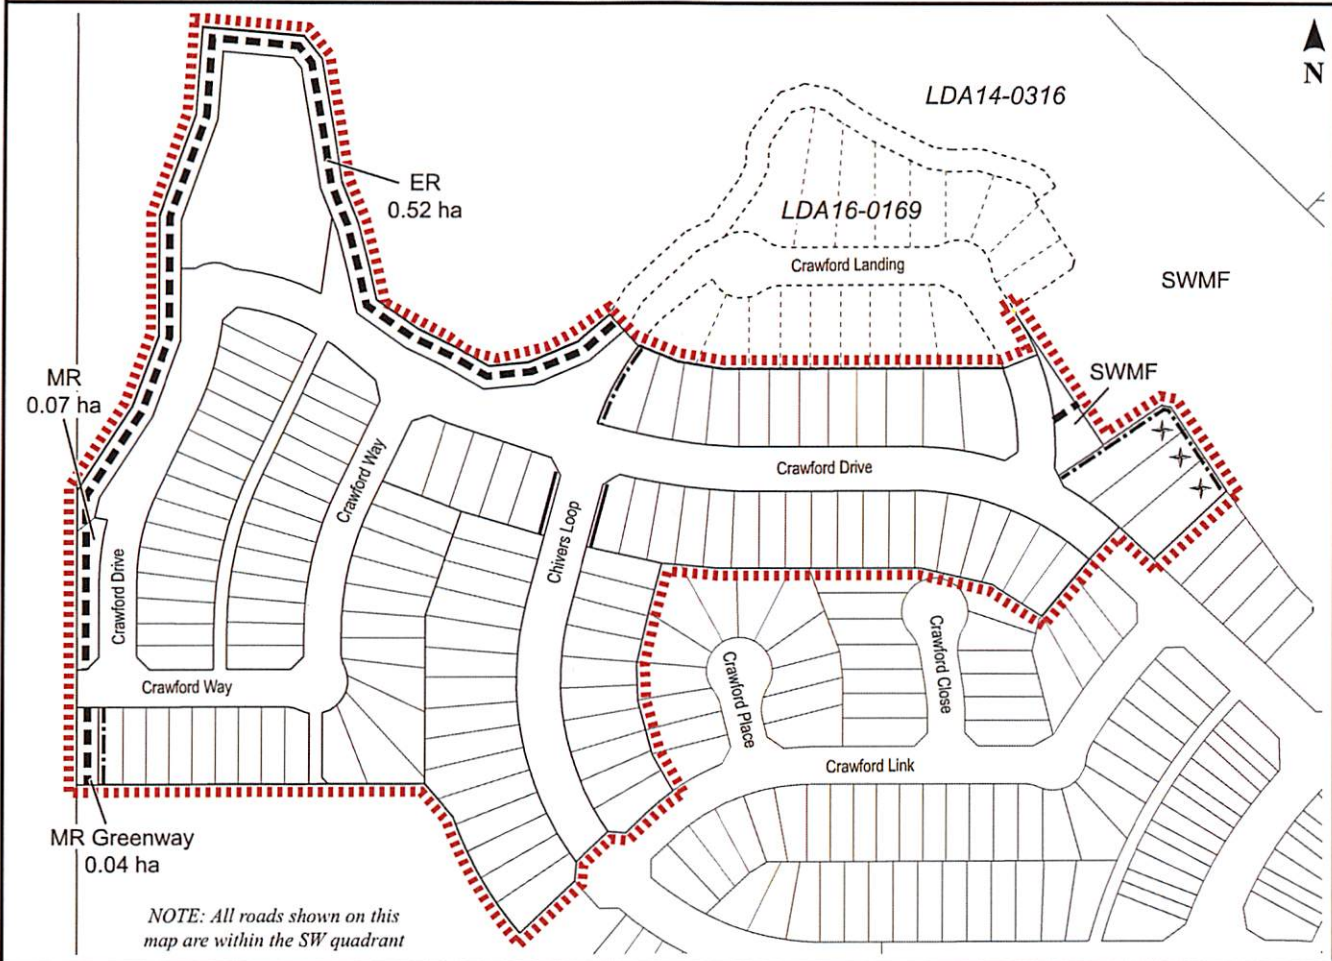 N
LDA14-0316
ER
0.52 ha
LDA16-0169
Crawford Landing
SWMF
SWMF
MR
0.07 ha
Crawford Way
Crawford Drive
Chivers Loop
Crawford Drive
Crawford Way
Crawford Place
Crawford Close
Crawford Link
MR Greenway
0.04 ha
NOTE: All roads shown on this
map are within the SW quadrant